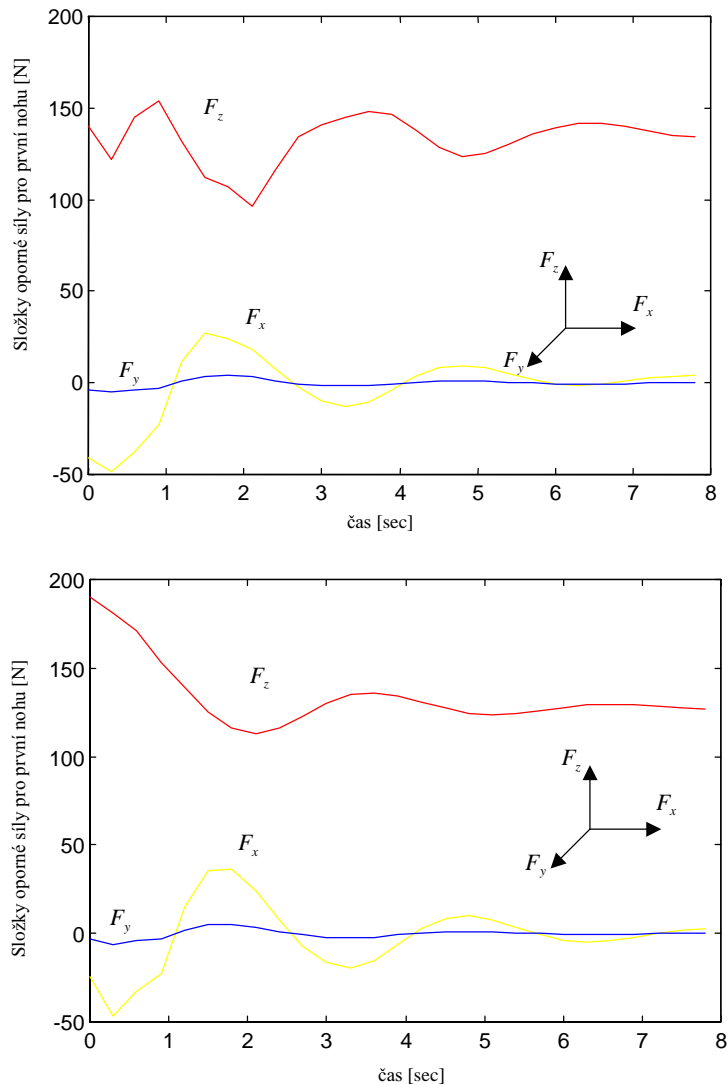 Složky oporné síly pro první nohu [N]
200
150
100
50
0
-50
F_z
F_x
F_y
F_z
F_x
F_y
0 1 2 3 4 5 6 7 8
čas [sec]
Složky oporné síly pro první nohu [N]
200
150
100
50
0
-50
F_z
F_x
F_y
F_z
F_x
F_y
0 1 2 3 4 5 6 7 8
čas [sec]